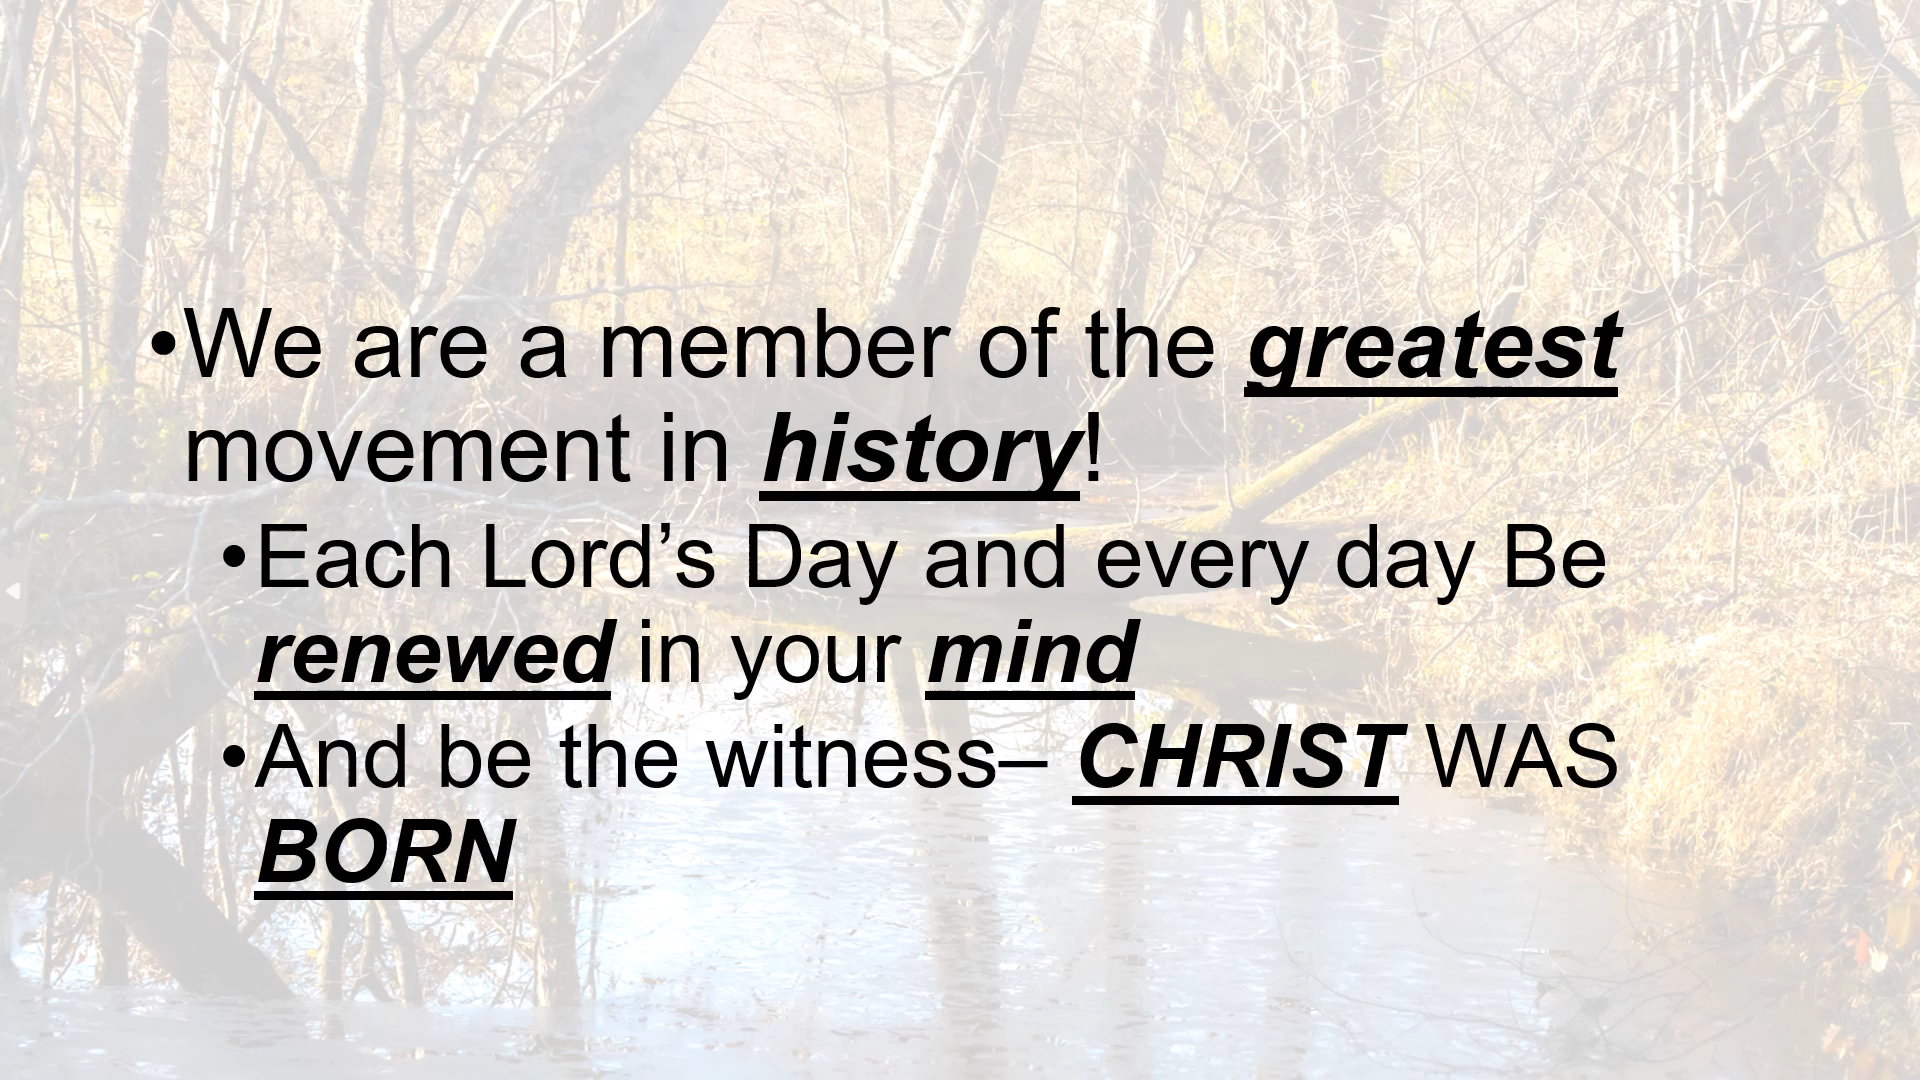 •We are a member of the greatest
movement in history!
•Each Lord’s Day and every day Be
renewed in your mind
•And be the witness– CHRIST WAS
BORN